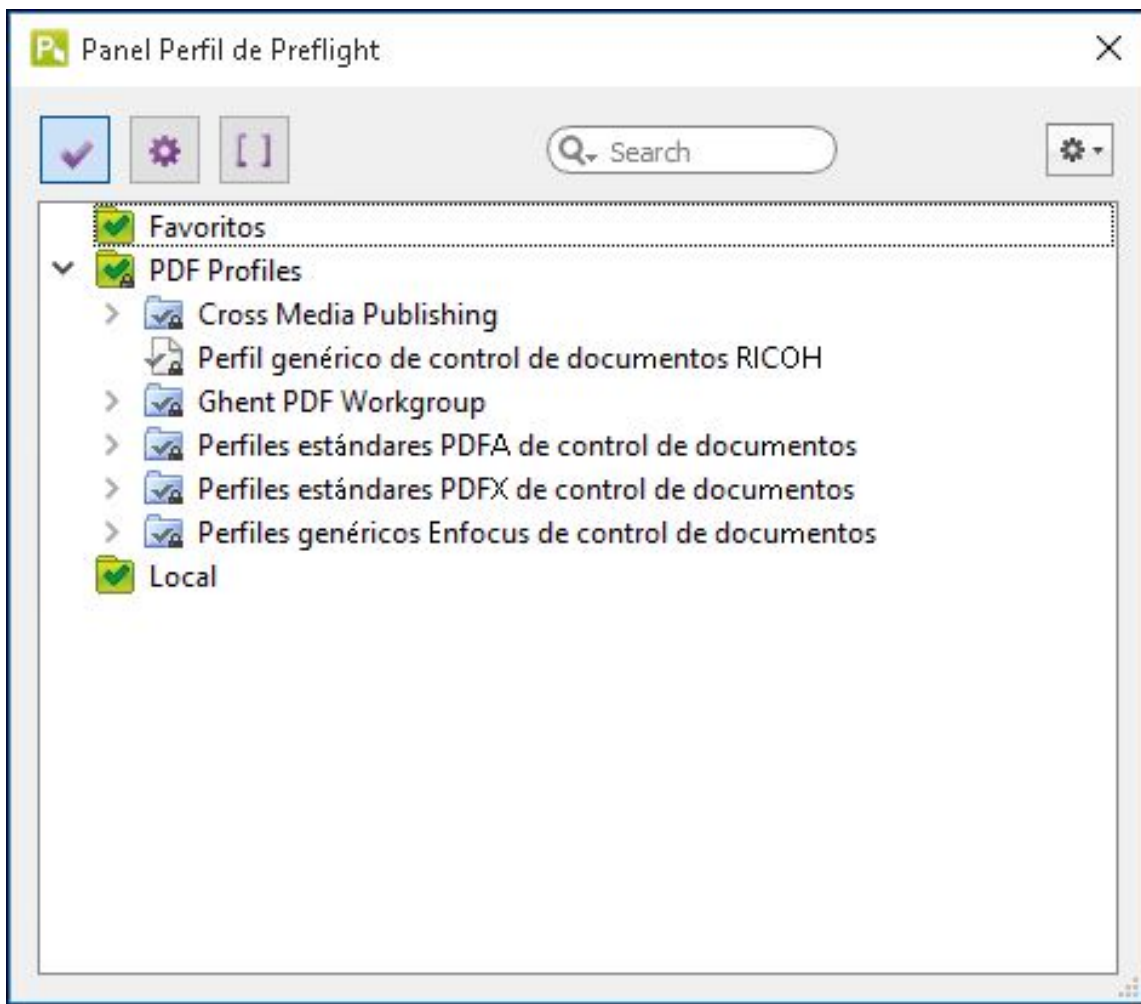 Panel Perfil de Preflight
[ ]
Search
Favoritos
PDF Profiles
Cross Media Publishing
Perfil genérico de control de documentos RICOH
Ghent PDF Workgroup
Perfiles estándares PDFA de control de documentos
Perfiles estándares PDFX de control de documentos
Perfiles genéricos Enfocus de control de documentos
Local